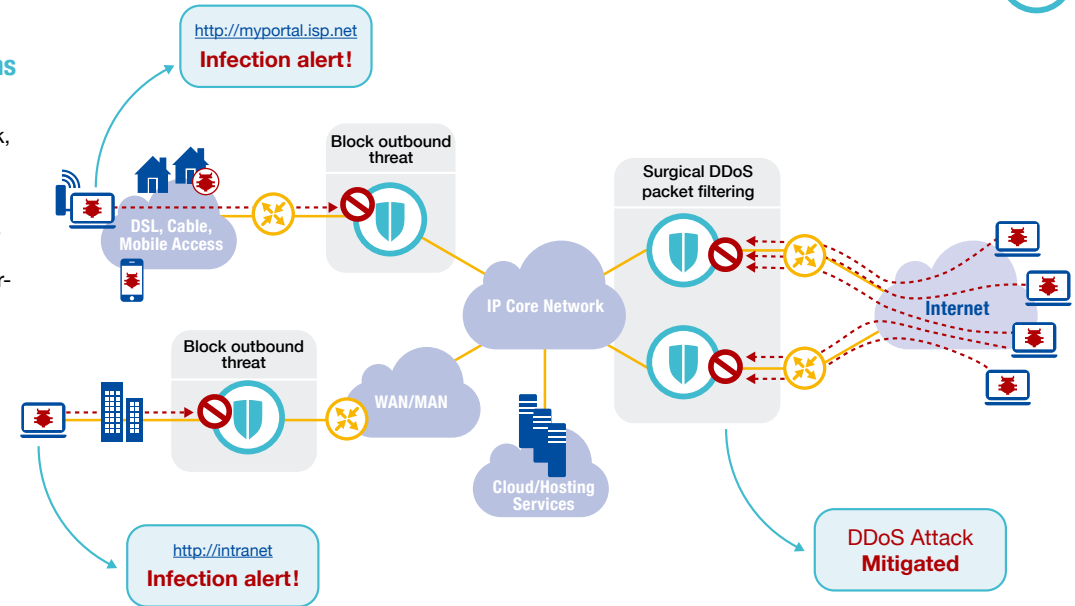 http://myportal.isp.net
Infection alert!
Block outbound
threat
Surgical DDoS
packet filtering
DSL, Cable,
Mobile Access
IP Core Network
Internet
Block outbound
threat
WAN/MAN
Cloud/Hosting
Services
http://intranet
Infection alert!
DDoS Attack
Mitigated